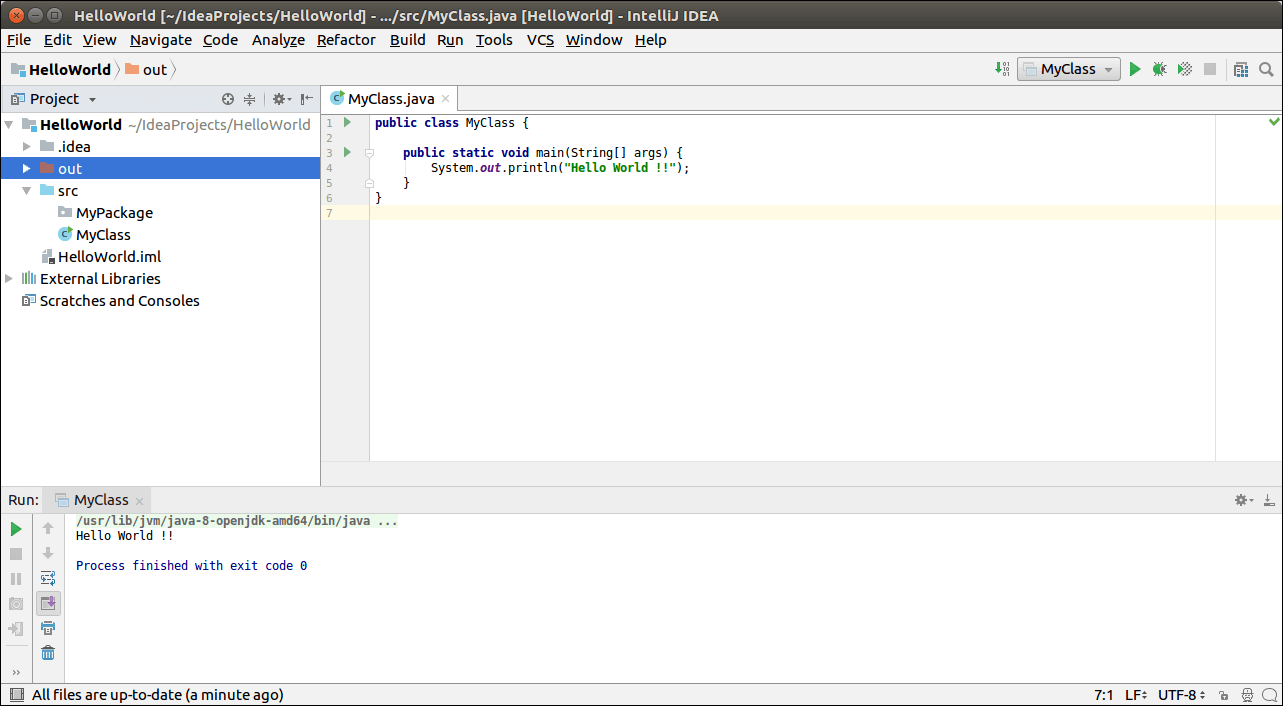 HelloWorld [~/IdeaProjects/HelloWorld] - .../src/MyClass.java [HelloWorld] - IntelliJ IDEA
File Edit View Navigate Code Analyze Refactor Build Run Tools VCS Window Help
HelloWorld out MyClass
Project MyClass.java
HelloWorld ~/IdeaProjects/HelloWorld
.idea
out
src
MyPackage
MyClass
HelloWorld.iml
External Libraries
Scratches and Consoles
1 public class MyClass {
2
3 public static void main(String[] args) {
4 System.out.println("Hello World !!");
5 }
6 }
7
Run: MyClass
/usr/lib/jvm/java-8-openjdk-amd64/bin/java ...
Hello World !!
Process finished with exit code 0
All files are up-to-date (a minute ago) 7:1 LF UTF-8